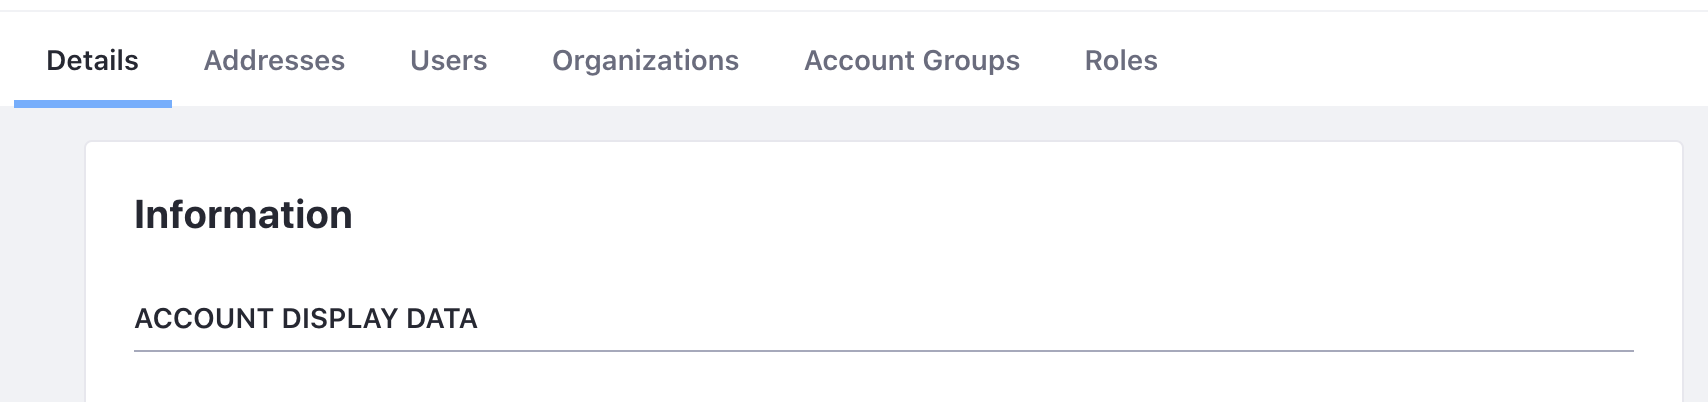 Details Addresses Users Organizations Account Groups Roles
Information
ACCOUNT DISPLAY DATA